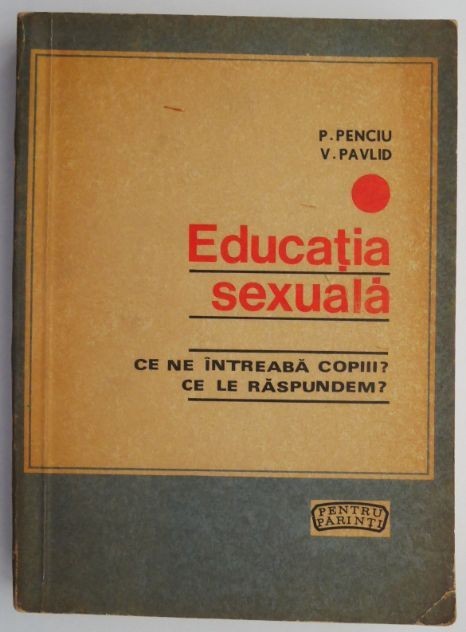 P. PENCIU
V. PAVLID
Educația
sexuală
CE NE ÎNTREABĂ COPIII?
CE LE RĂSPUNDEM?
PENTRU
PĂRINȚI